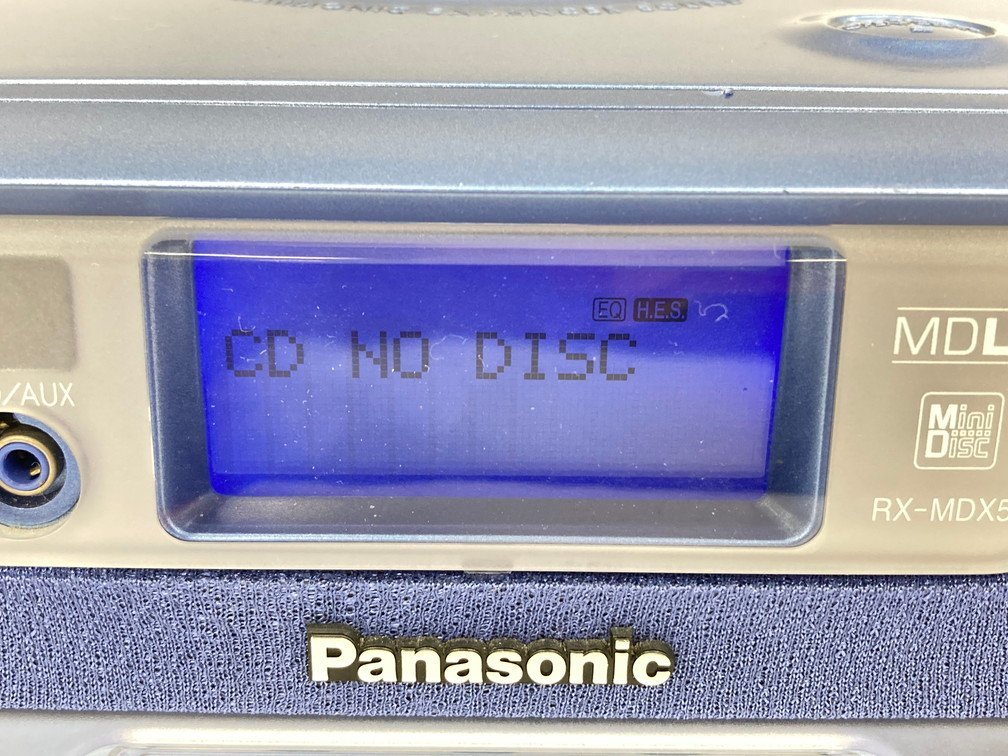 EQ H.E.S.
CD NO DISC
/AUX
MDL
Mini
Disc
RX-MDX5
Panasonic